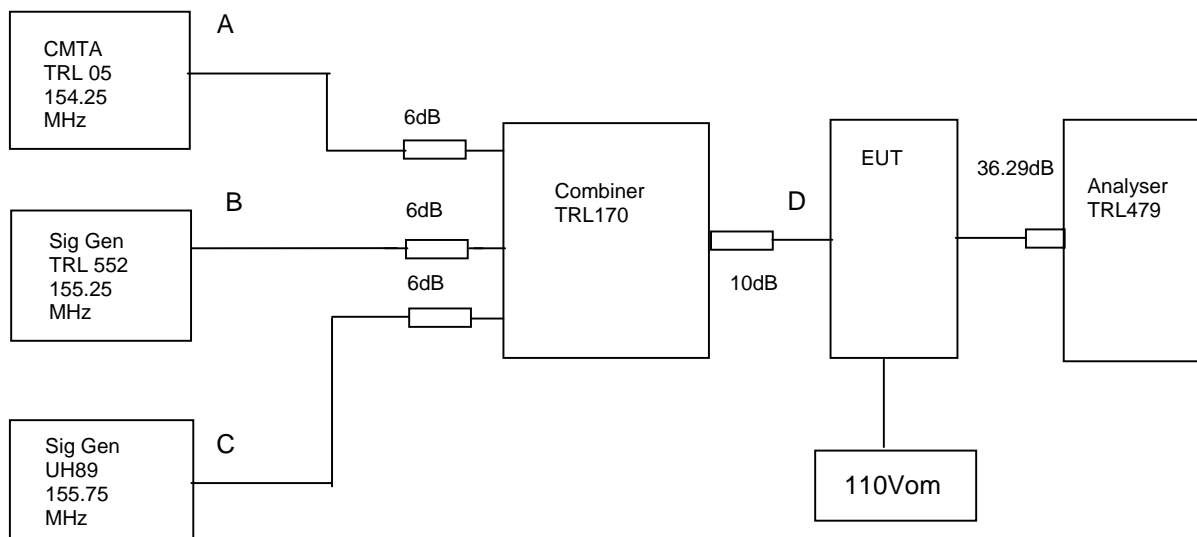 A
CMTA
TRL 05
154.25
MHz
6dB
B
Sig Gen
TRL 552
155.25
MHz
6dB
6dB
C
Sig Gen
UH89
155.75
MHz
Combiner
TRL170
D
10dB
EUT
36.29dB
Analyser
TRL479
110Vom